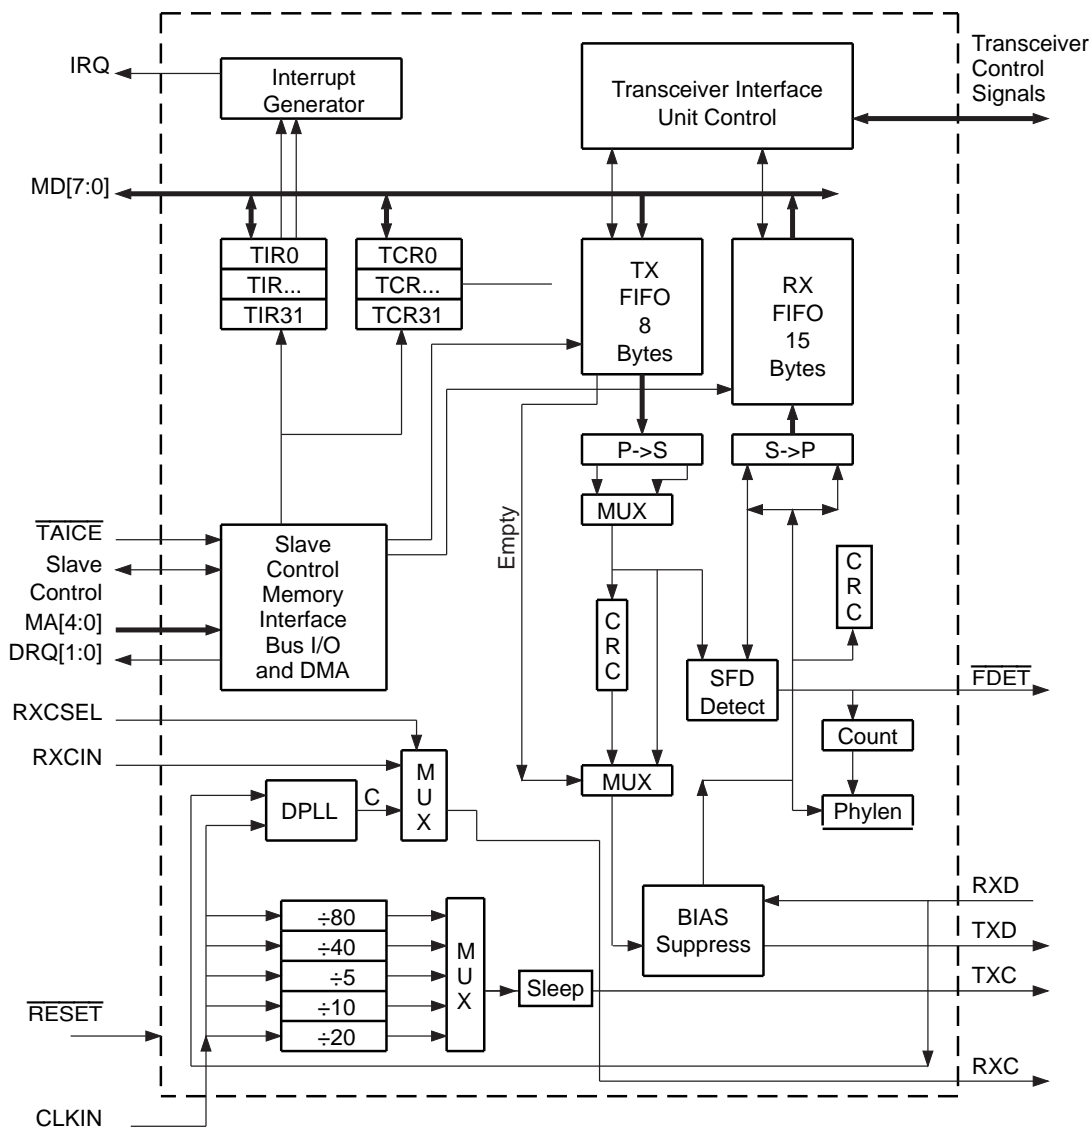 IRQ
Interrupt
Generator
Transceiver Interface
Unit Control
Transceiver
Control
Signals
MD[7:0]
TIR0
TIR...
TIR31
TCR0
TCR...
TCR31
TX
FIFO
8
Bytes
RX
FIFO
15
Bytes
P->S
S->P
MUX
Empty
TAICE
Slave
Control
MA[4:0]
DRQ[1:0]
Slave
Control
Memory
Interface
Bus I/O
and DMA
C
R
C
C
R
C
SFD
Detect
FDET
Count
Phylen
RXCSEL
RXCIN
M
U
X
MUX
DPLL
C
BIAS
Suppress
RXD
TXD
TXC
RXC
÷80
÷40
÷5
÷10
÷20
M
U
X
Sleep
RESET
CLKIN